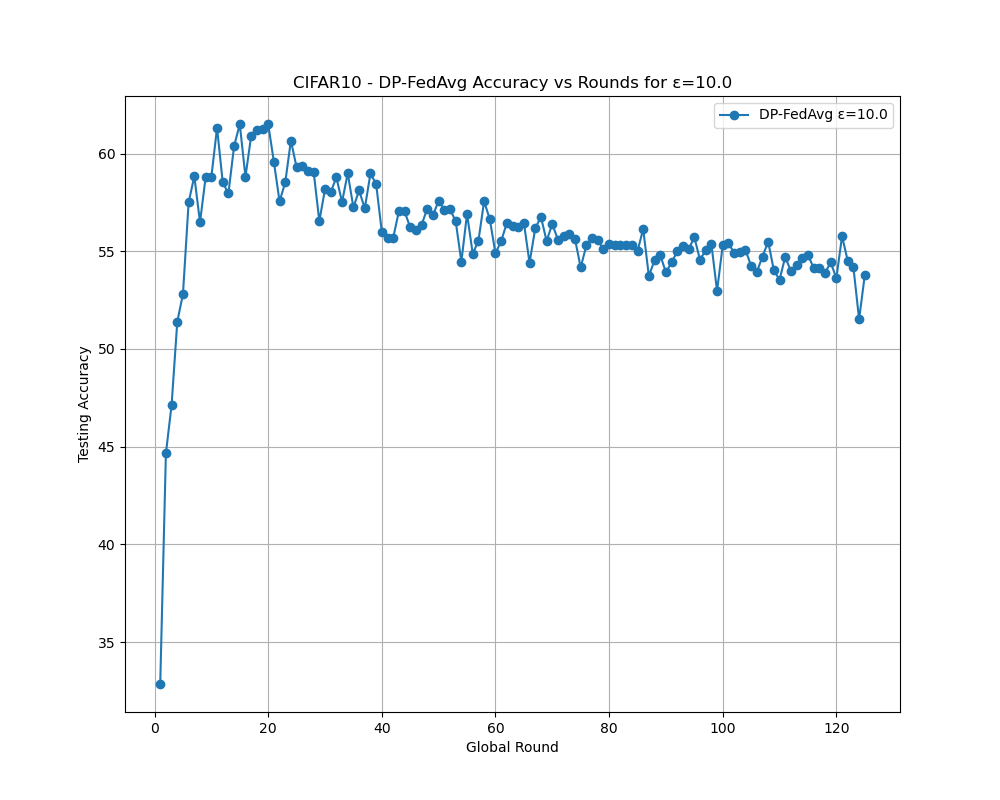 CIFAR10 - DP-FedAvg Accuracy vs Rounds for ε=10.0
DP-FedAvg ε=10.0
60
55
50
45
40
35
Testing Accuracy
0 20 40 60 80 100 120
Global Round